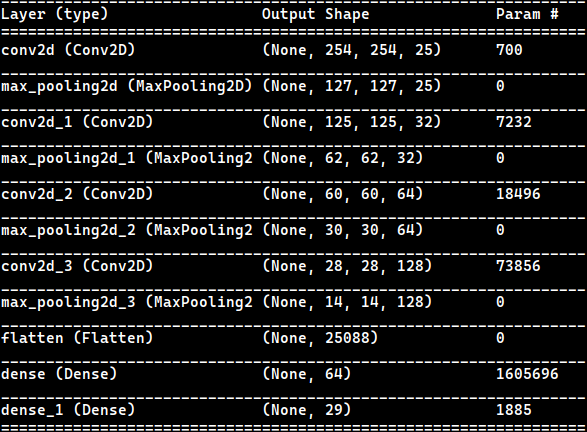 Layer (type) Output Shape Param #
conv2d (Conv2D) (None, 254, 254, 25) 700
max_pooling2d (MaxPooling2D) (None, 127, 127, 25) 0
conv2d_1 (Conv2D) (None, 125, 125, 32) 7232
max_pooling2d_1 (MaxPooling2 (None, 62, 62, 32) 0
conv2d_2 (Conv2D) (None, 60, 60, 64) 18496
max_pooling2d_2 (MaxPooling2 (None, 30, 30, 64) 0
conv2d_3 (Conv2D) (None, 28, 28, 128) 73856
max_pooling2d_3 (MaxPooling2 (None, 14, 14, 128) 0
flatten (Flatten) (None, 25088) 0
dense (Dense) (None, 64) 1605696
dense_1 (Dense) (None, 29) 1885